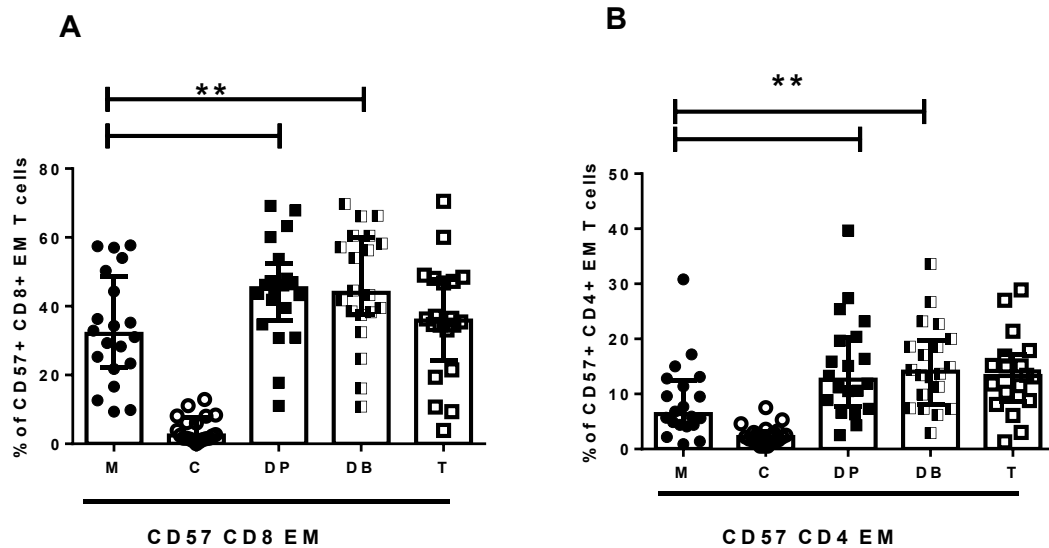 A
**
% of CD57+ CD8+ EM T cells
80
60
40
20
0
M C DP DB T
CD57 CD8 EM
B
**
% of CD57+ CD4+ EM T cells
50
40
30
20
10
0
M C DP DB T
CD57 CD4 EM